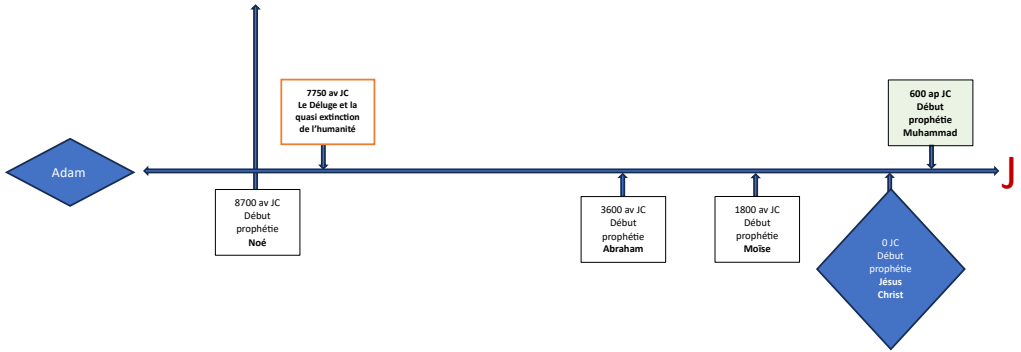 7750 av JC
Le Déluge et la
quasi extinction
de l'humanité
600 ap JC
Début
prophétie
Muhammad
Adam
J
8700 av JC
Début
prophétie
Noé
3600 av JC
Début
prophétie
Abraham
1800 av JC
Début
prophétie
Moïse
0 JC
Début
prophétie
Jésus
Christ